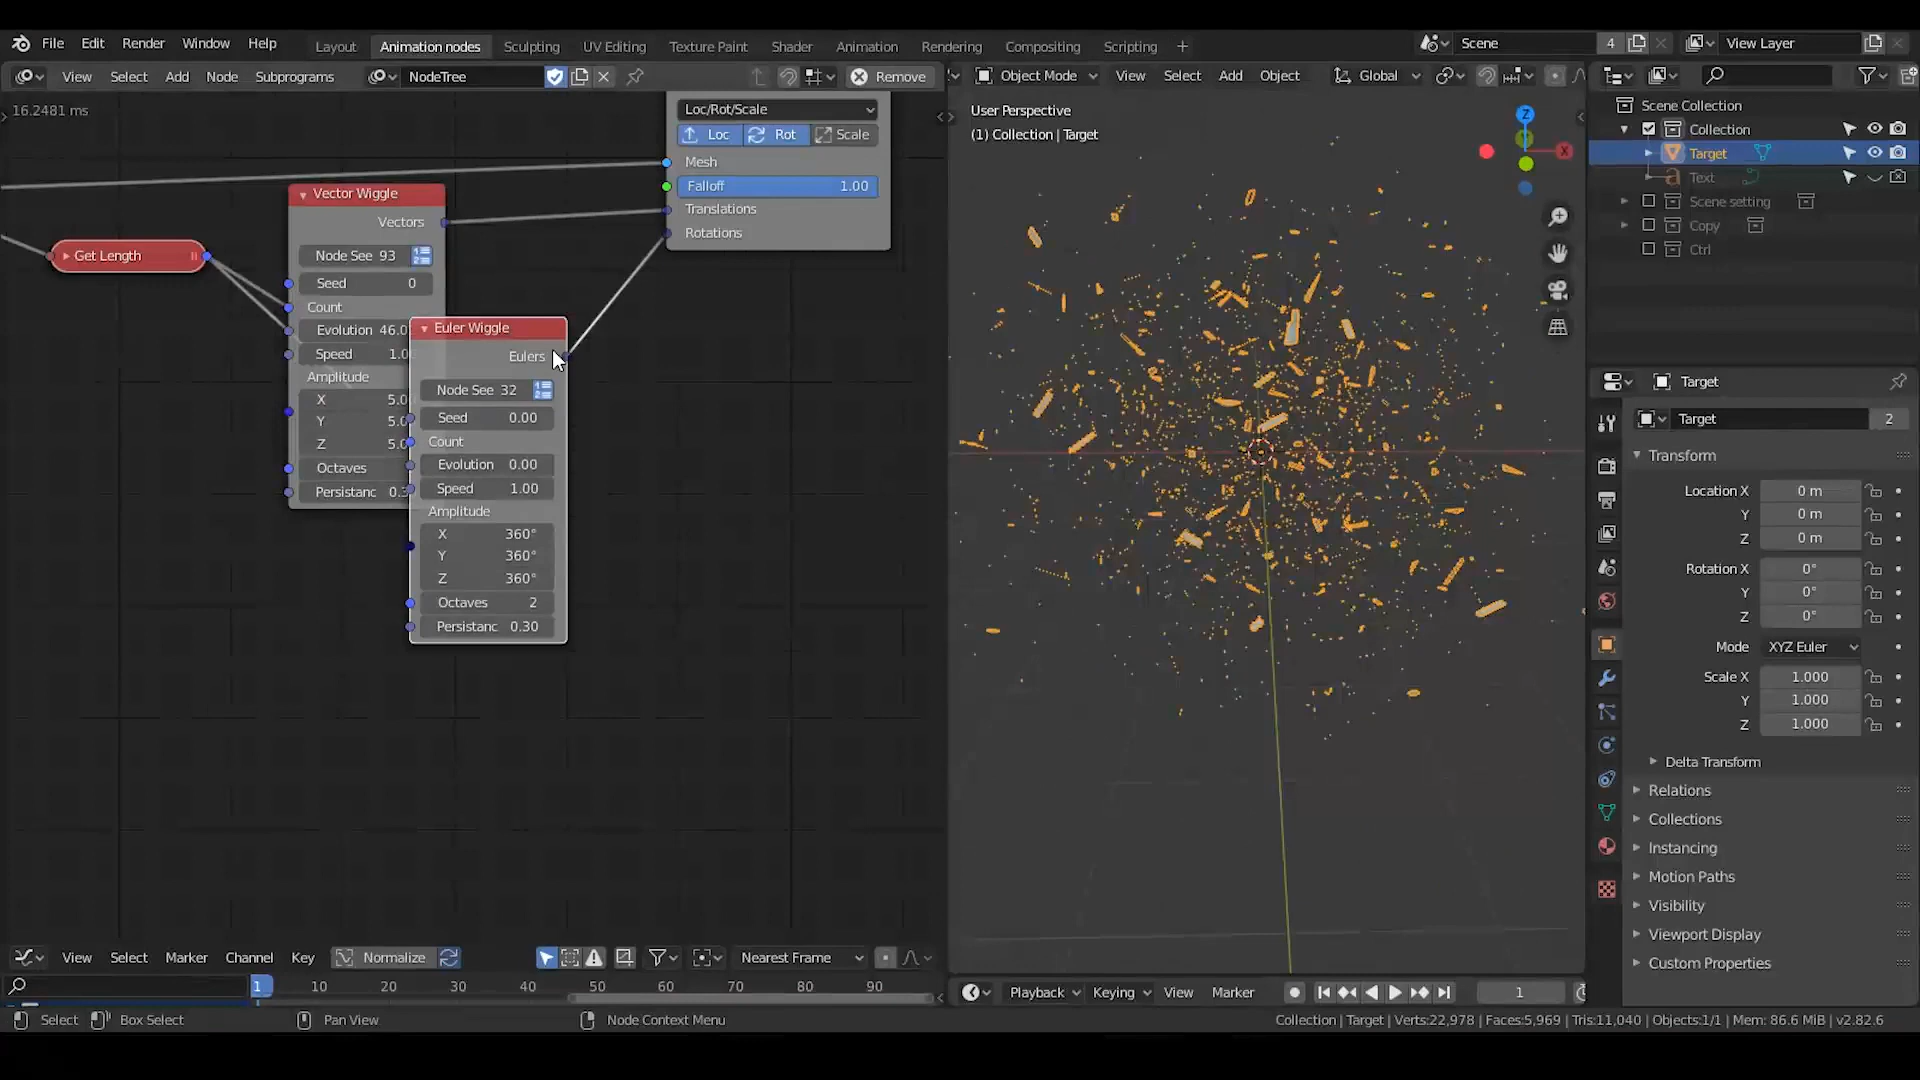 File Edit Render Window Help
Layout Animation nodes Sculpting UV Editing Texture Paint Shader Animation Rendering Compositing Scripting +
Scene 4 View Layer
View Select Add Node Subprograms NodeTree Remove
Object Mode View Select Add Object Global
16.2481 ms
Loc/Rot/Scale
Loc Rot Scale
Mesh
Falloff 1.00
Translations
Rotations
Vector Wiggle
Vectors
Node See 93
Seed 0
Count
Evolution 46.0
Speed 1.00
Amplitude
X 5.0
Y 5.0
Z 5.0
Octaves
Persistanc 0.3
Get Length
Euler Wiggle
Eulers
Node See 32
Seed 0.00
Count
Evolution 0.00
Speed 1.00
Amplitude
X 360°
Y 360°
Z 360°
Octaves 2
Persistanc 0.30
User Perspective
(1) Collection | Target
Z
X
Scene Collection
Collection
Target
Text
Scene setting
Copy
Ctrl
Target
Target 2
Transform
Location X 0 m
Y 0 m
Z 0 m
Rotation X 0°
Y 0°
Z 0°
Mode XYZ Euler
Scale X 1.000
Y 1.000
Z 1.000
Delta Transform
Relations
Collections
Instancing
Motion Paths
Visibility
Viewport Display
Custom Properties
View Select Marker Channel Key Normalize Nearest Frame
1 10 20 30 40 50 60 70 80 90
Playback Keying View Marker 1
Select Box Select Pan View Node Context Menu
Collection | Target | Verts:22,978 | Faces:5,969 | Tris:11,040 | Objects:1/1 | Mem: 86.6 MiB | v2.82.6